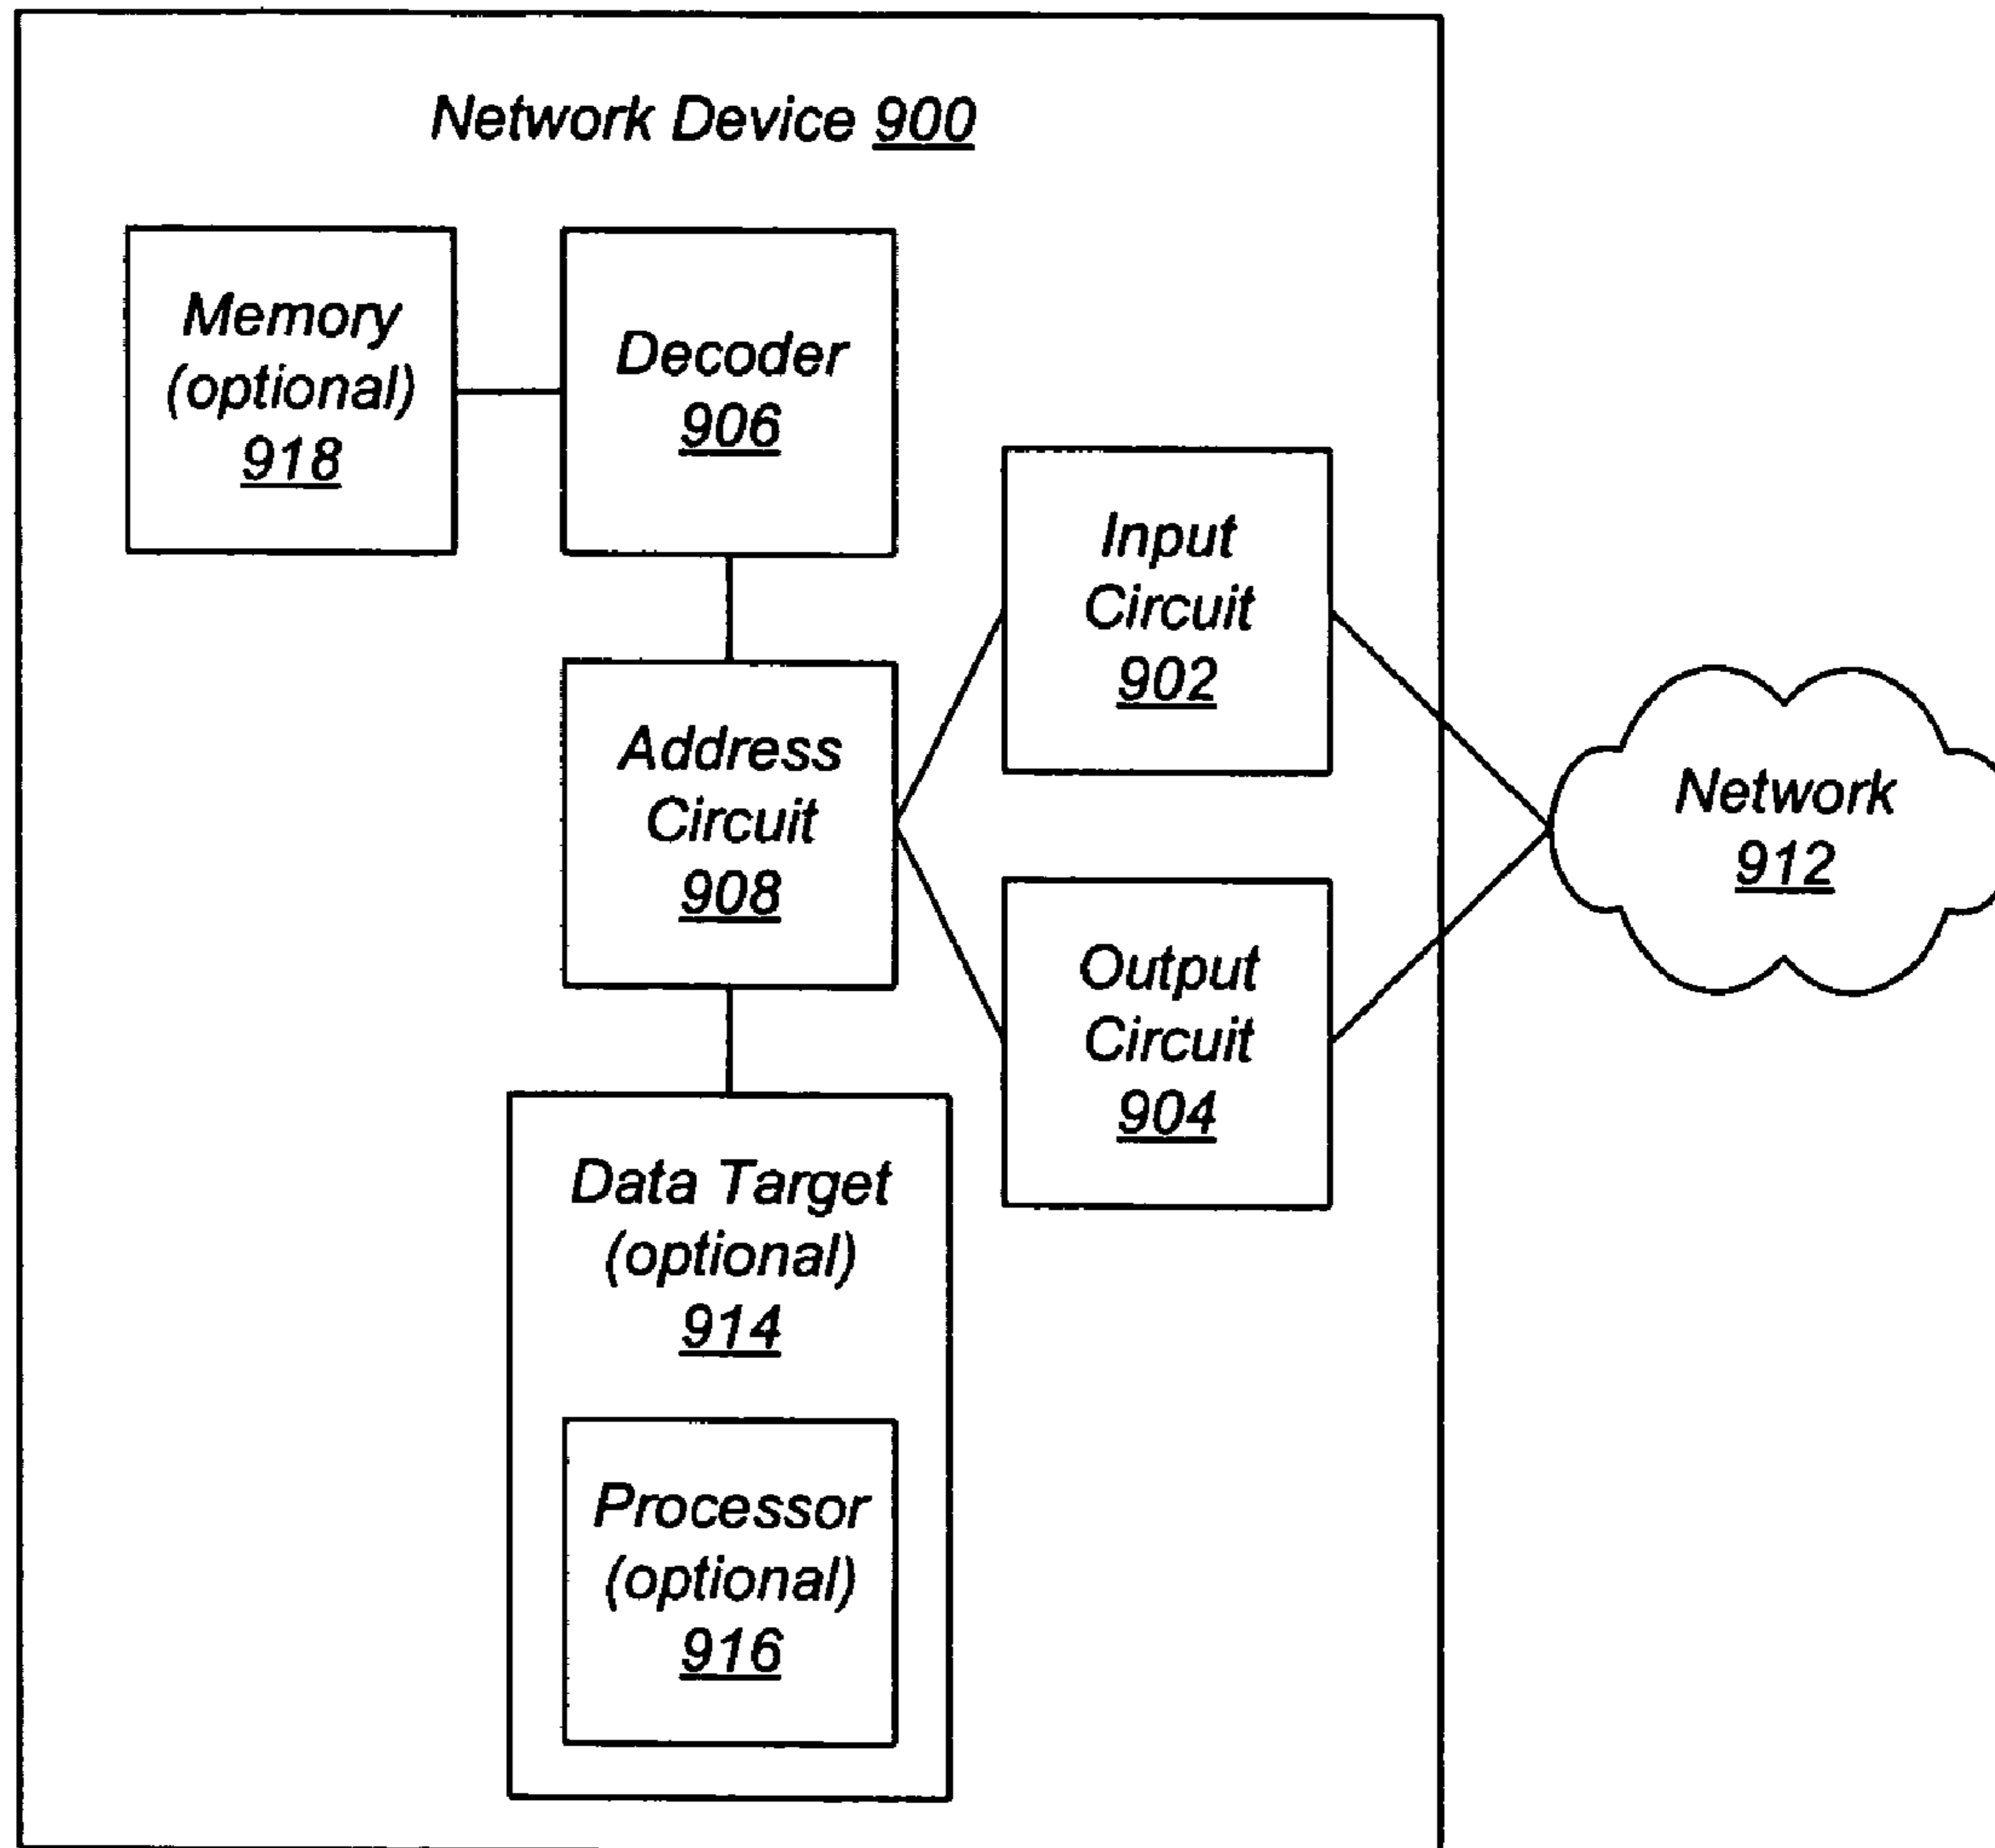 Network Device 900
Memory
(optional)
918
Decoder
906
Input
Circuit
902
Address
Circuit
908
Network
912
Output
Circuit
904
Data Target
(optional)
914
Processor
(optional)
916